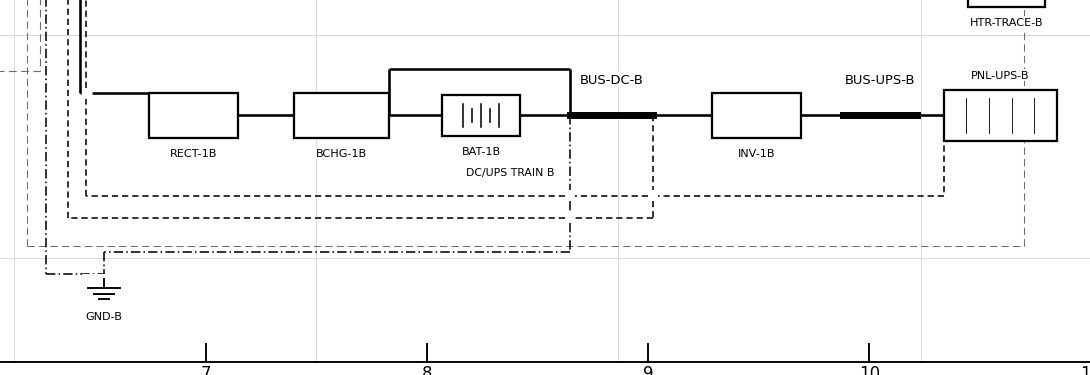 HTR-TRACE-B
PNL-UPS-B
BUS-DC-B
BUS-UPS-B
RECT-1B
BCHG-1B
BAT-1B
INV-1B
DC/UPS TRAIN B
GND-B
7
8
9
10